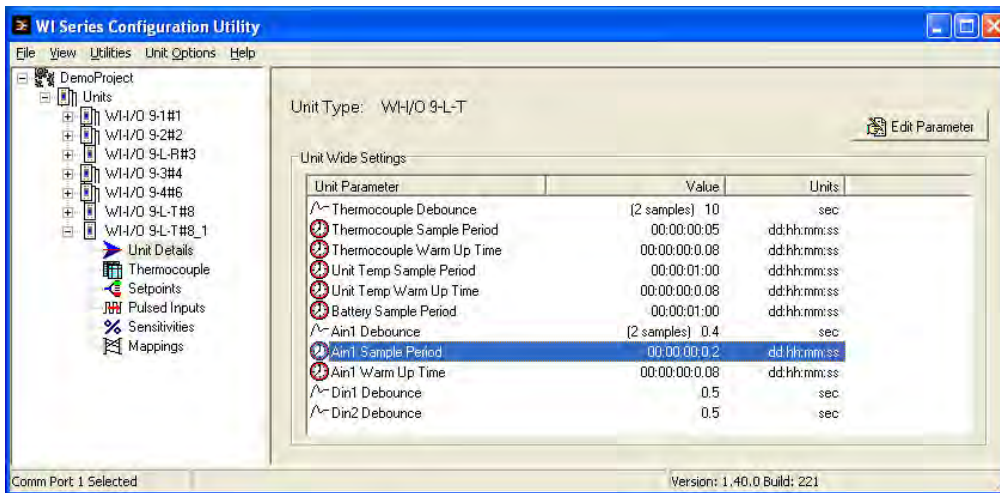 WI Series Configuration Utility
File View Utilities Unit Options Help
DemoProject
Units
WI-I/O 9-1#1
WI-I/O 9-2#2
WI-I/O 9-L-R#3
WI-I/O 9-3#4
WI-I/O 9-4#6
WI-I/O 9-L-T#8
WI-I/O 9-L-T#8_1
Unit Details
Thermocouple
Setpoints
Pulsed Inputs
Sensitivities
Mappings
Unit Type: WI-I/O 9-L-T
Edit Parameter
Unit Wide Settings
Unit Parameter Value Units
Thermocouple Debounce (2 samples) 10 sec
Thermocouple Sample Period 00:00:00:05 dd:hh:mm:ss
Thermocouple Warm Up Time 00:00:00:0.08 dd:hh:mm:ss
Unit Temp Sample Period 00:00:01:00 dd:hh:mm:ss
Unit Temp Warm Up Time 00:00:00:0.08 dd:hh:mm:ss
Battery Sample Period 00:00:01:00 dd:hh:mm:ss
Ain1 Debounce (2 samples) 0.4 sec
Ain1 Sample Period 00:00:00:0.2 dd:hh:mm:ss
Ain1 Warm Up Time 00:00:00:0.08 dd:hh:mm:ss
Din1 Debounce 0.5 sec
Din2 Debounce 0.5 sec
Comm Port 1 Selected Version: 1.40.0 Build: 221